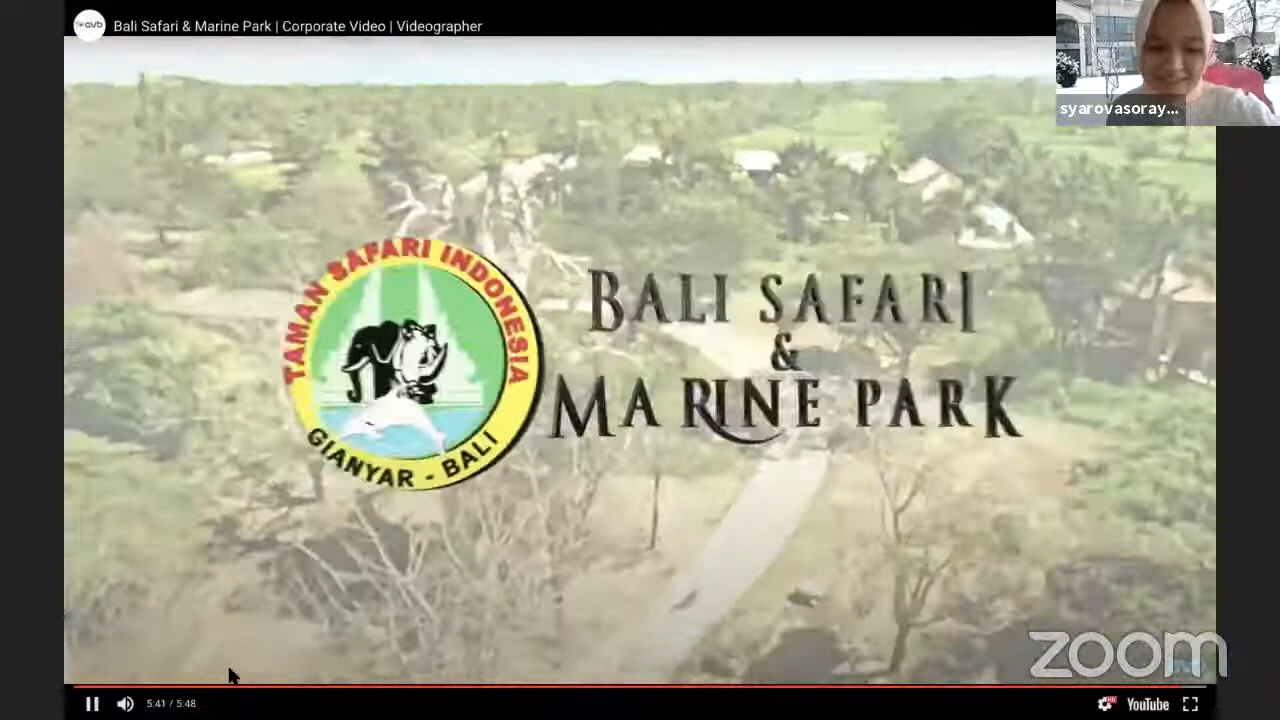 Bali Safari & Marine Park | Corporate Video | Videographer
syarovasoray...
TAMAN SAFARI INDONESIA
GIANYAR - BALI
BALI SAFARI
&
MARINE PARK
zoom
5:41 / 5:48
HD
YouTube